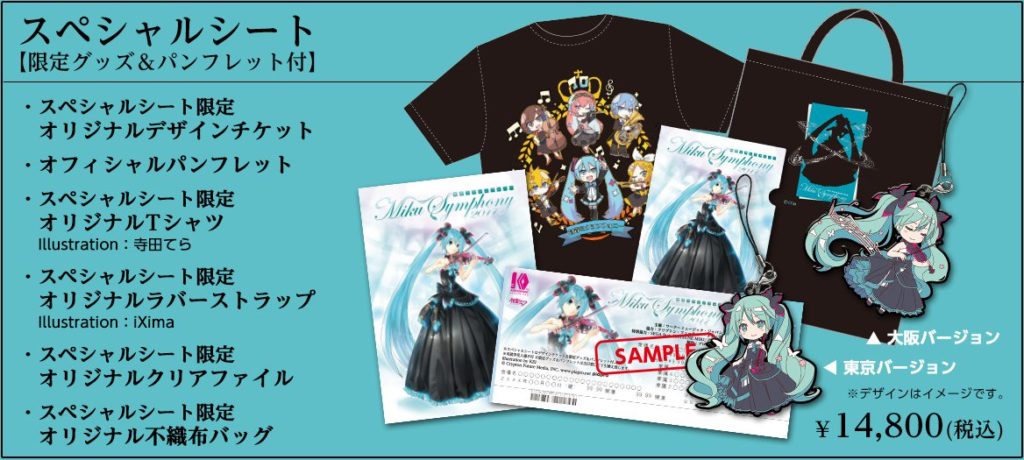 スペシャルシート
【限定グッズ＆パンフレット付】
・スペシャルシート限定
オリジナルデザインチケット
・オフィシャルパンフレット
・スペシャルシート限定
オリジナルTシャツ
Illustration：寺田てら
・スペシャルシート限定
オリジナルラバーストラップ
Illustration：iXima
・スペシャルシート限定
オリジナルクリアファイル
・スペシャルシート限定
オリジナル不織布バッグ
10
Miku Symphony
Miku Symphony
Miku Symphony
SAMPLE
▲ 大阪バージョン
◀ 東京バージョン
※デザインはイメージです。
￥14,800(税込)